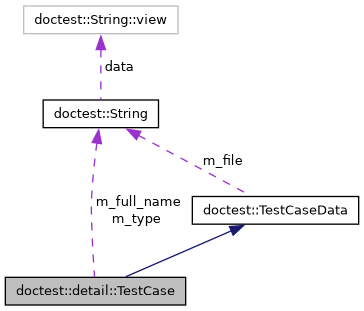 doctest::String::view
data
doctest::String
m_file
m_full_name
m_type
doctest::TestCaseData
doctest::detail::TestCase